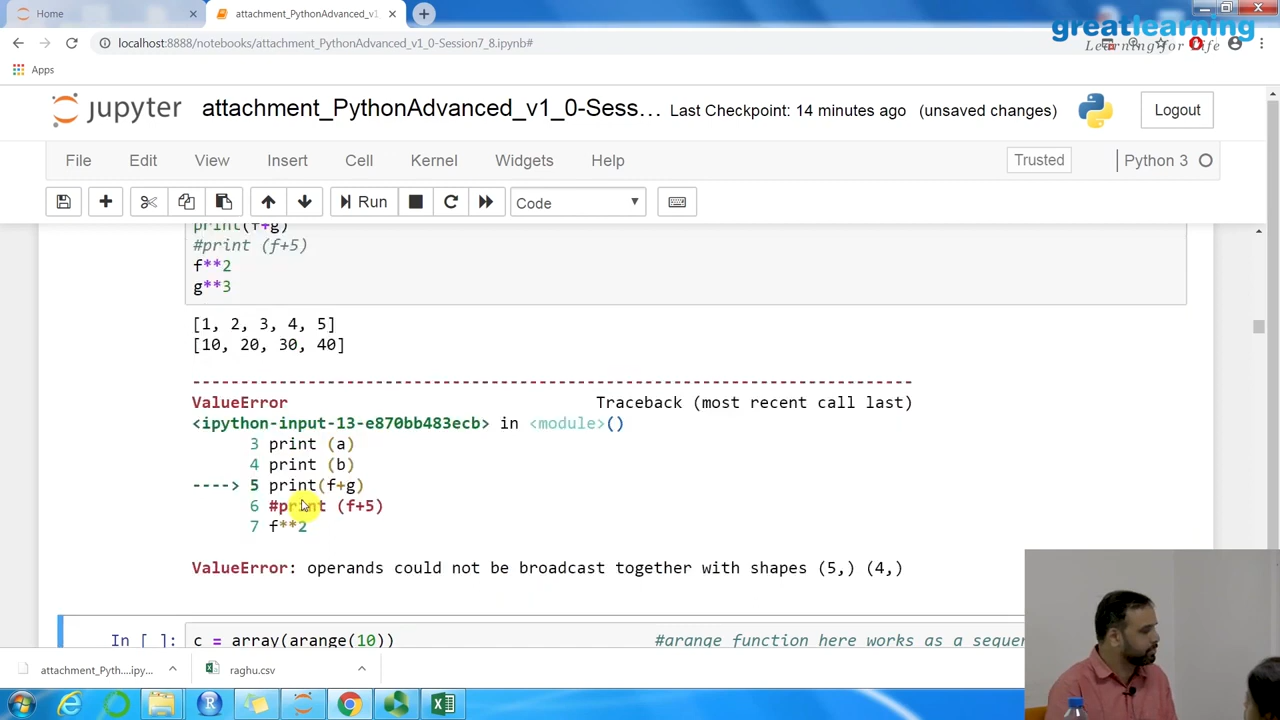 Home
attachment_PythonAdvanced_v1_
greatlearning
Learning for Life
localhost:8888/notebooks/attachment_PythonAdvanced_v1_0-Session7_8.ipynb#
Apps
jupyter
attachment_PythonAdvanced_v1_0-Sess...
Last Checkpoint: 14 minutes ago (unsaved changes)
Logout
File Edit View Insert Cell Kernel Widgets Help
Trusted
Python 3
Run
Code
print(f+g)
#print (f+5)
f**2
g**3
[1, 2, 3, 4, 5]
[10, 20, 30, 40]
---------------------------------------------------------------------------
ValueError Traceback (most recent call last)
<ipython-input-13-e870bb483ecb> in <module>()
3 print (a)
4 print (b)
----> 5 print(f+g)
6 #print (f+5)
7 f**2
ValueError: operands could not be broadcast together with shapes (5,) (4,)
In [ ]: c = array(arange(10)) #arange function here works as a sequen
attachment_Pyth....ipy...
raghu.csv